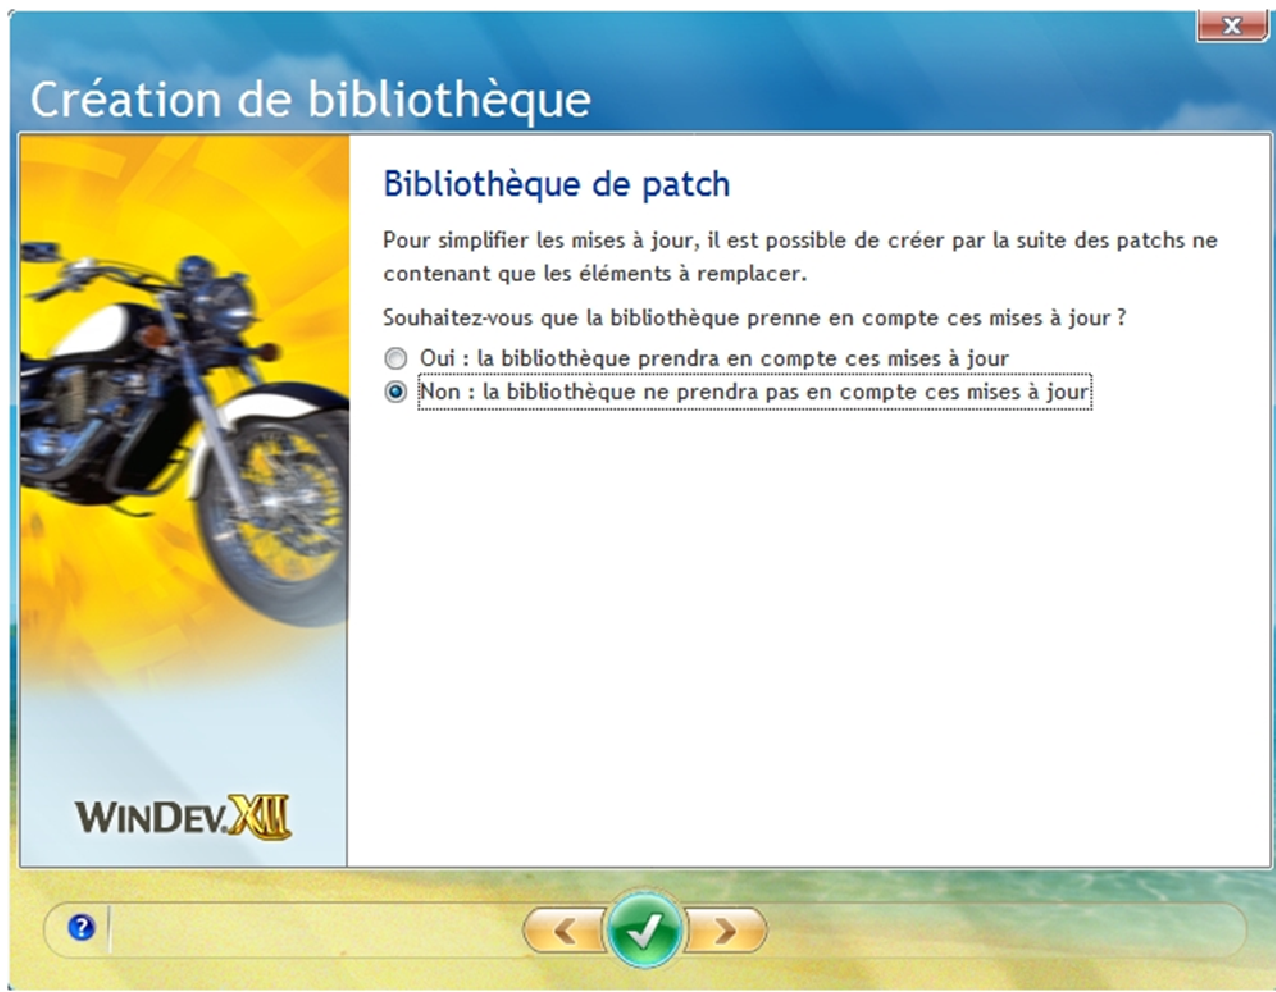 x
Création de bibliothèque
Bibliothèque de patch
Pour simplifier les mises à jour, il est possible de créer par la suite des patchs ne
contenant que les éléments à remplacer.
Souhaitez-vous que la bibliothèque prenne en compte ces mises à jour ?
Oui : la bibliothèque prendra en compte ces mises à jour
Non : la bibliothèque ne prendra pas en compte ces mises à jour
WINDEV.XIII
?